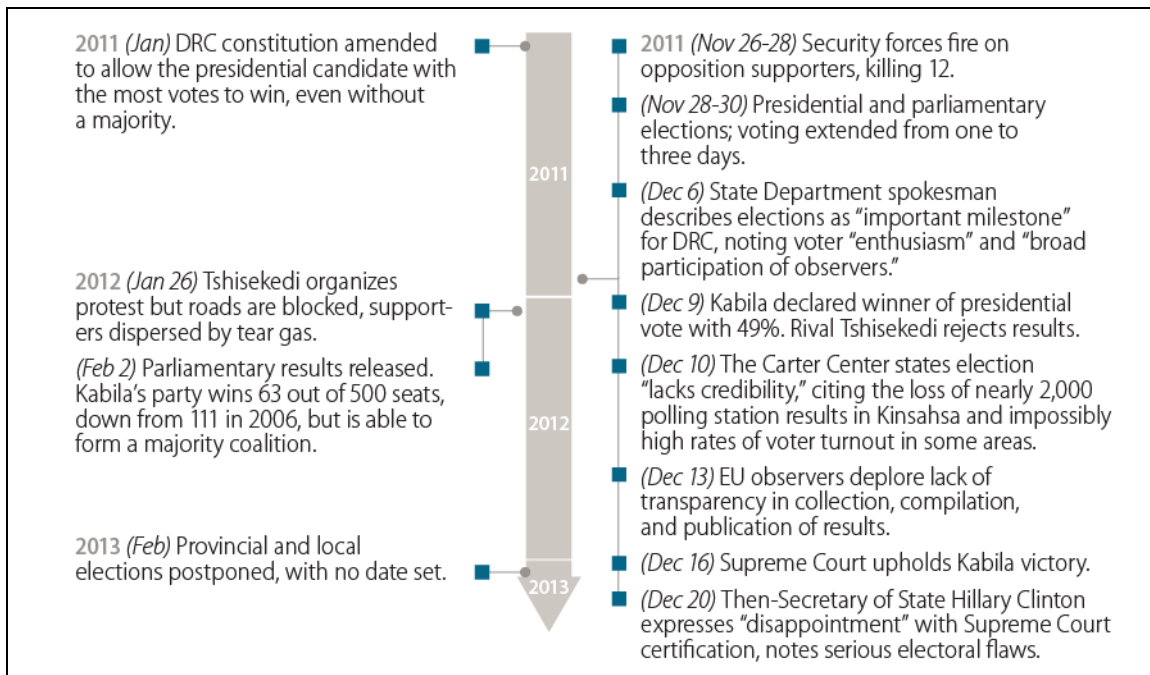 2011 (Jan) DRC constitution amended
to allow the presidential candidate with
the most votes to win, even without
a majority.
2012 (Jan 26) Tshisekedi organizes
protest but roads are blocked, support-
ers dispersed by tear gas.
(Feb 2) Parliamentary results released.
Kabila's party wins 63 out of 500 seats,
down from 111 in 2006, but is able to
form a majority coalition.
2013 (Feb) Provincial and local
elections postponed, with no date set.
2011
2012
2013
2011 (Nov 26-28) Security forces fire on
opposition supporters, killing 12.
(Nov 28-30) Presidential and parliamentary
elections; voting extended from one to
three days.
(Dec 6) State Department spokesman
describes elections as “important milestone”
for DRC, noting voter “enthusiasm” and “broad
participation of observers.”
(Dec 9) Kabila declared winner of presidential
vote with 49%. Rival Tshisekedi rejects results.
(Dec 10) The Carter Center states election
“lacks credibility,” citing the loss of nearly 2,000
polling station results in Kinsahsa and impossibly
high rates of voter turnout in some areas.
(Dec 13) EU observers deplore lack of
transparency in collection, compilation,
and publication of results.
(Dec 16) Supreme Court upholds Kabila victory.
(Dec 20) Then-Secretary of State Hillary Clinton
expresses “disappointment” with Supreme Court
certification, notes serious electoral flaws.